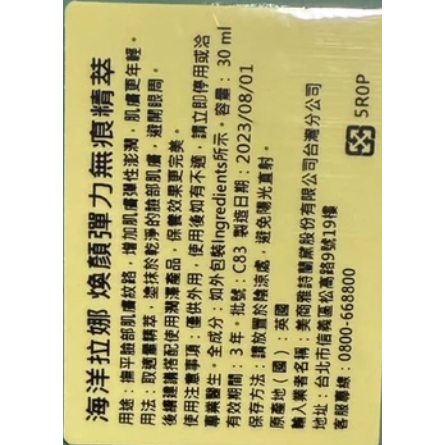 海洋拉娜 煥顏彈力無痕精萃
用途：撫平臉部肌膚紋路，增加肌膚彈性澎潤，肌膚更年輕。
用法：取適量精萃，塗抹於乾淨的臉部肌膚，避開眼周。
後續建議搭配使用潤澤產品，保養效果更完美。
使用注意事項：僅供外用，使用後如有不適，請立即停用或洽
專業醫生。全成分：如外包裝Ingredients所示。容量：30 ml
有效期間：3年。批號：C83 製造日期：2023/08/01
保存方法：請放置於陰涼處，避免陽光直射。
原產地（國）：英國
輸入業者名稱：美商雅詩蘭黛股份有限公司台灣分公司
地址：台北市信義區松高路9號19樓
客服專線：0800-668800
5R0P